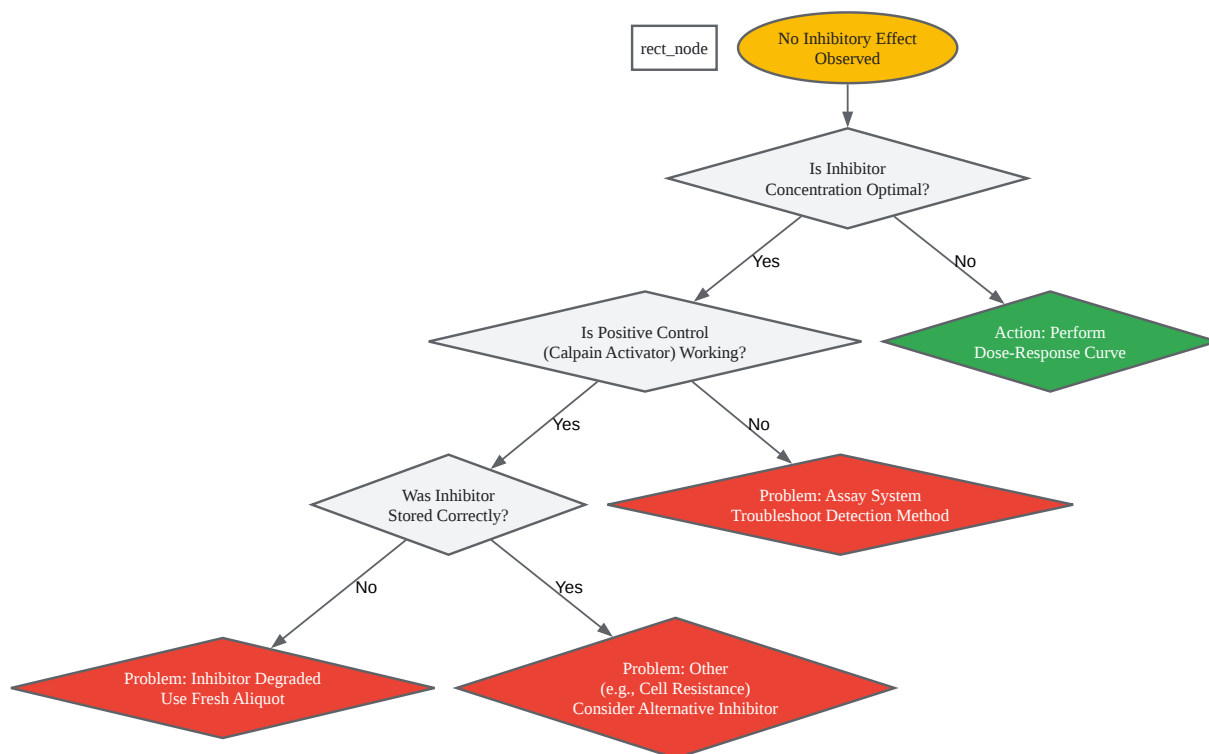 rect_node
No Inhibitory Effect
Observed
Is Inhibitor
Concentration Optimal?
Yes
No
Is Positive Control
(Calpain Activator) Working?
Action: Perform
Dose-Response Curve
Yes
No
Was Inhibitor
Stored Correctly?
Problem: Assay System
Troubleshoot Detection Method
No
Yes
Problem: Inhibitor Degraded
Use Fresh Aliquot
Problem: Other
(e.g., Cell Resistance)
Consider Alternative Inhibitor